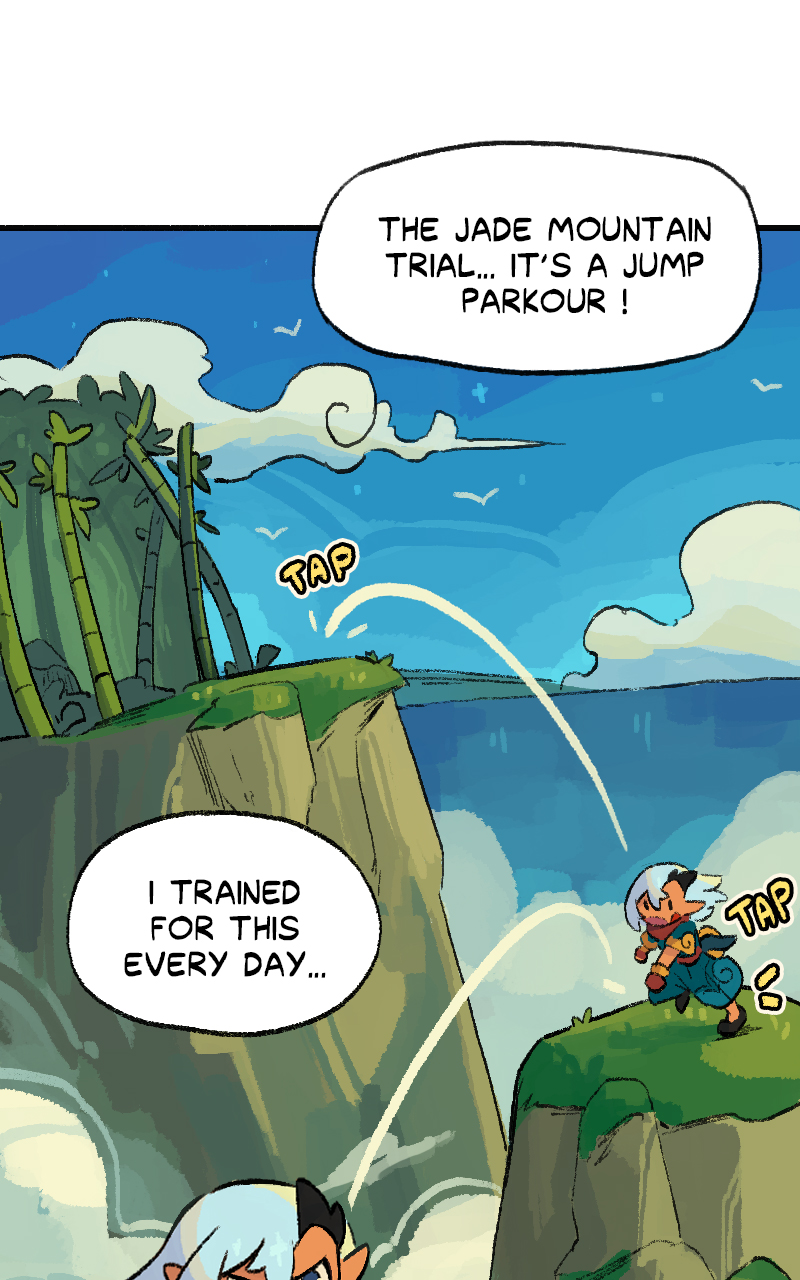 THE JADE MOUNTAIN
TRIAL... IT'S A JUMP
PARKOUR !
TAP
I TRAINED
FOR THIS
EVERY DAY...
TAP